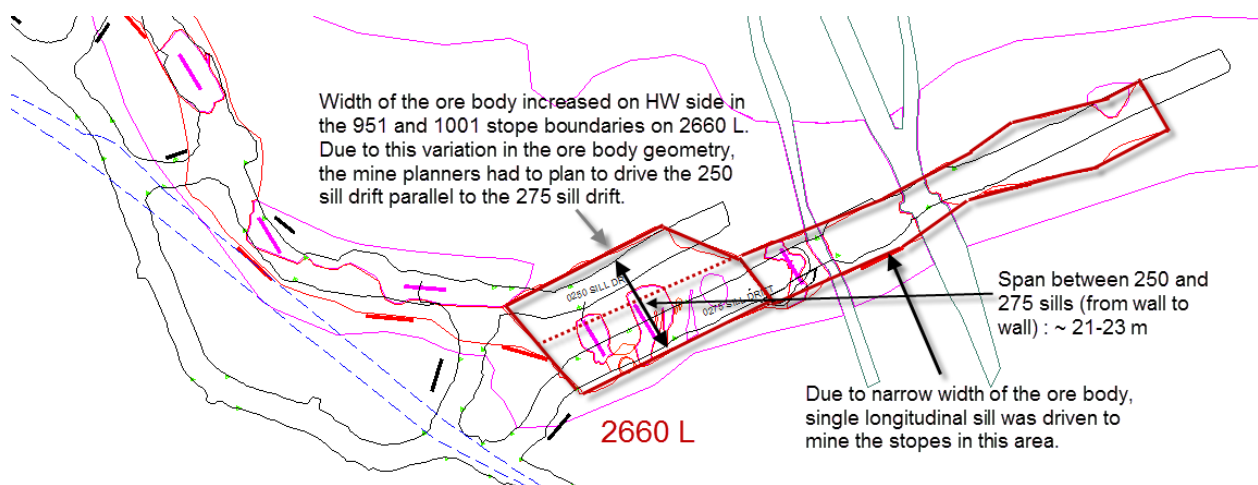 Width of the ore body increased on HW side in
the 951 and 1001 stope boundaries on 2660 L.
Due to this variation in the ore body geometry,
the mine planners had to plan to drive the 250
sill drift parallel to the 275 sill drift.
0250 SILL
0275 SILL
Span between 250 and
275 sills (from wall to
wall) : ~ 21-23 m
Due to narrow width of the ore body,
single longitudinal sill was driven to
mine the stopes in this area.
2660 L